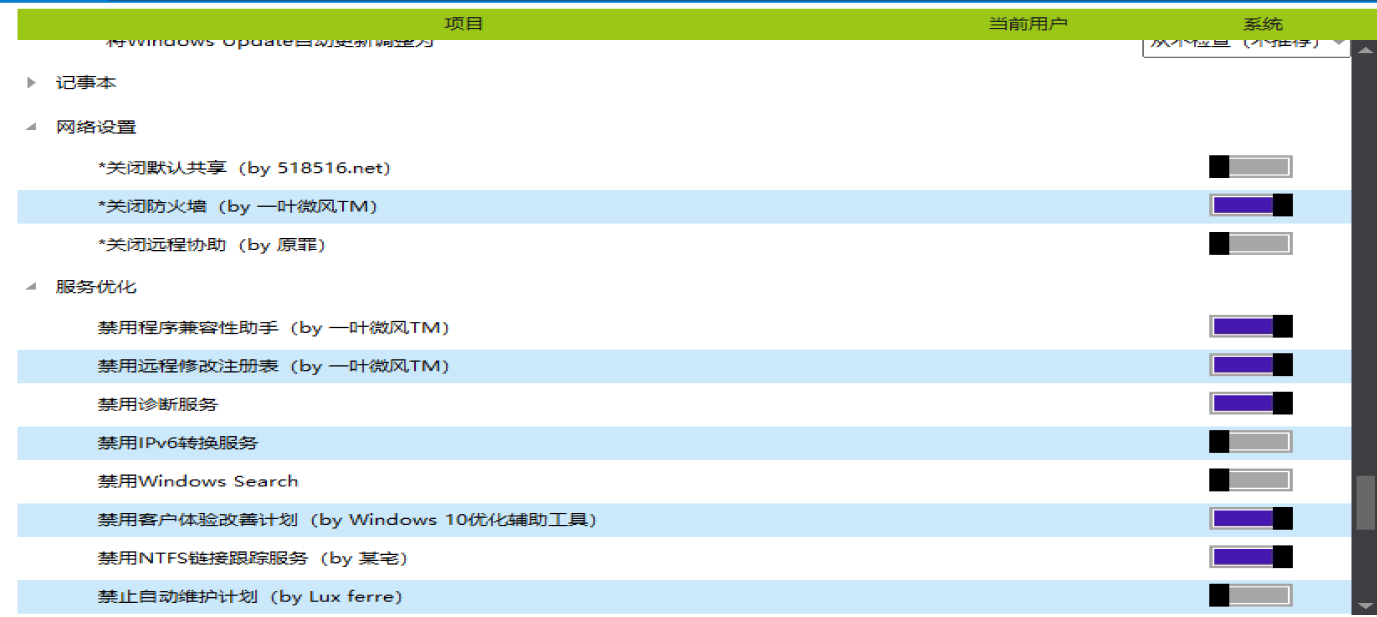 项目 当前用户 系统
将Windows Update自动更新调整为 从不检查（不推荐）
记事本
网络设置
*关闭默认共享（by 518516.net)
*关闭防火墙（by 一叶微风TM)
*关闭远程协助（by 原罪)
服务优化
禁用程序兼容性助手（by 一叶微风TM)
禁用远程修改注册表（by 一叶微风TM)
禁用诊断服务
禁用IPv6转换服务
禁用Windows Search
禁用客户体验改善计划（by Windows 10优化辅助工具)
禁用NTFS链接跟踪服务（by 某宅)
禁止自动维护计划（by Lux ferre)